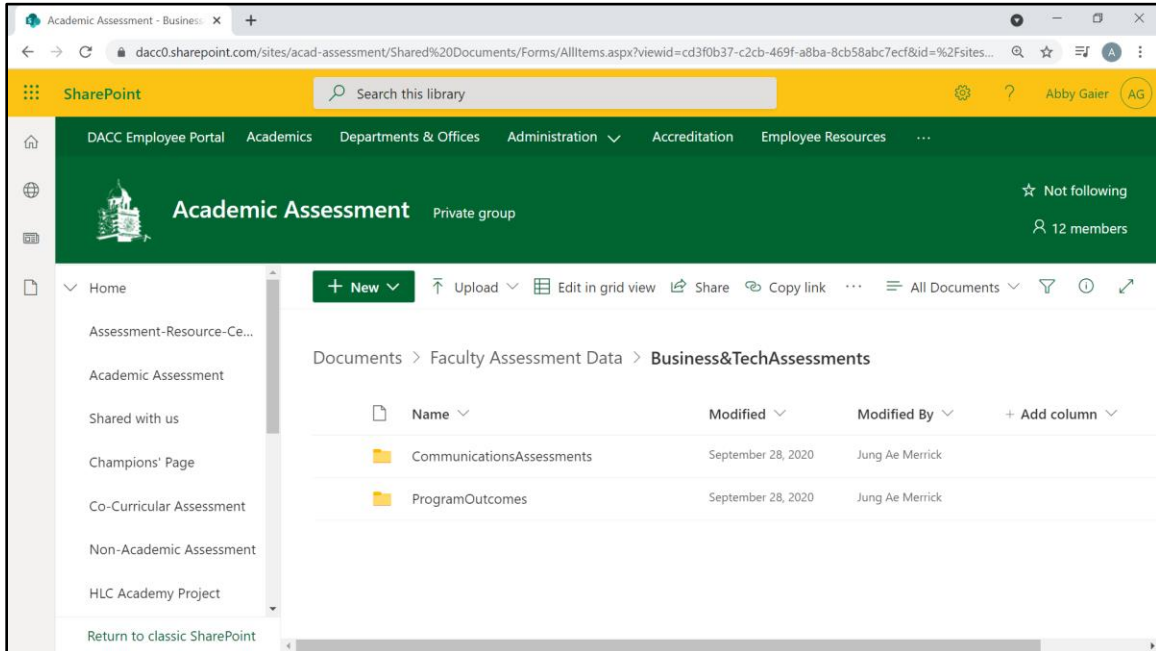 Academic Assessment - Business
dacc0.sharepoint.com/sites/acad-assessment/Shared%20Documents/Forms/AllItems.aspx?viewid=cd3f0b37-c2cb-469f-a8ba-8cb58abc7ecf&id=%2Fsites... A
SharePoint Search this library ? Abby Gaier AG
DACC Employee Portal Academics Departments & Offices Administration Accreditation Employee Resources ...
Not following
Academic Assessment Private group
12 members
Home + New Upload Edit in grid view Share Copy link ... All Documents
Assessment-Resource-Ce...
Documents > Faculty Assessment Data > Business&TechAssessments
Academic Assessment
Name Modified Modified By + Add column
Shared with us
CommunicationsAssessments September 28, 2020 Jung Ae Merrick
Champions' Page
ProgramOutcomes September 28, 2020 Jung Ae Merrick
Co-Curricular Assessment
Non-Academic Assessment
HLC Academy Project
Return to classic SharePoint